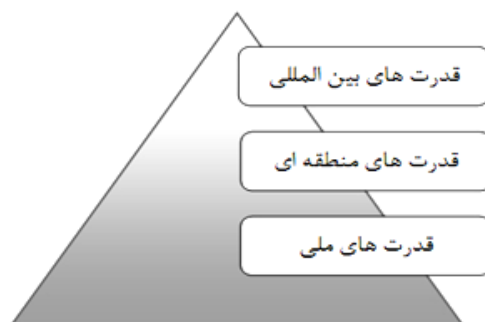 قدرت های بین المللی
قدرت های منطقه ای
قدرت های ملی